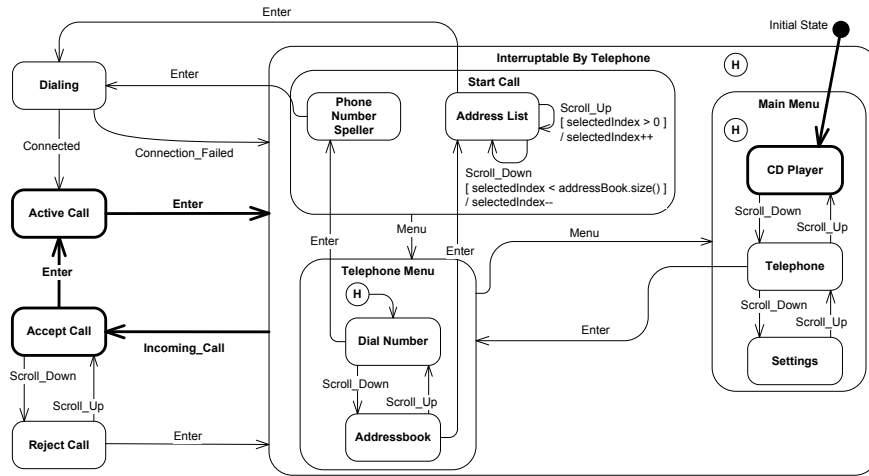 Enter
Initial State
Interruptable By Telephone
H
Dialing
Enter
Start Call
Phone
Number
Speller
Address List
Scroll_Up
[ selectedIndex > 0 ]
/ selectedIndex++
Main Menu
H
Connected
Connection_Failed
Scroll_Down
[ selectedIndex < addressBook.size() ]
/ selectedIndex--
CD Player
Active Call
Enter
Scroll_Down
Scroll_Up
Enter
Menu
Enter
Menu
Enter
Telephone Menu
H
Telephone
Accept Call
Incoming_Call
Dial Number
Enter
Scroll_Down
Scroll_Up
Settings
Scroll_Down
Scroll_Up
Scroll_Down
Scroll_Up
Reject Call
Enter
Addressbook